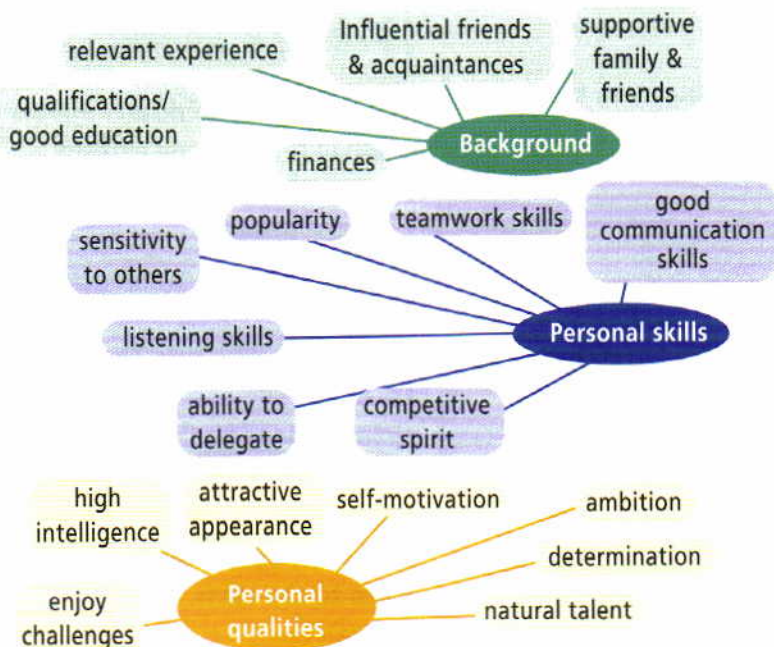 relevant experience
Influential friends
& acquaintances
supportive
family &
friends
qualifications/
good education
finances
Background
popularity
teamwork skills
good
communication
skills
sensitivity
to others
listening skills
Personal skills
ability to
delegate
competitive
spirit
high
intelligence
attractive
appearance
self-motivation
ambition
determination
enjoy
challenges
Personal
qualities
natural talent